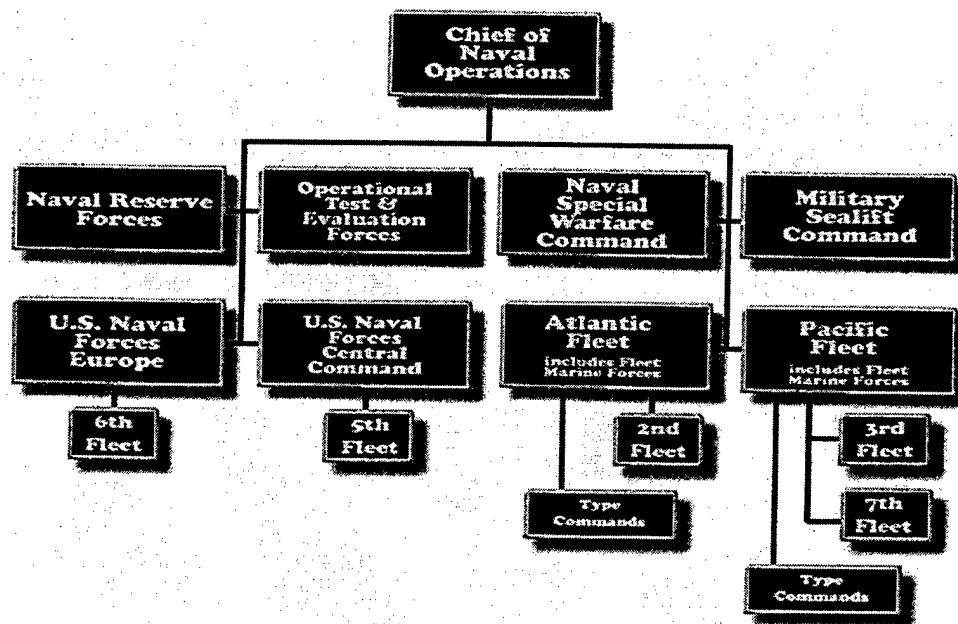 Chief of
Naval
Operations
Naval Reserve
Forces
Operational
Test &
Evaluation
Forces
Naval
Special
Warfare
Command
Military
Sealift
Command
U.S. Naval
Forces
Europe
U.S. Naval
Forces
Central
Command
Atlantic
Fleet
includes Fleet
Marine Forces
Pacific
Fleet
includes Fleet
Marine Forces
6th
Fleet
5th
Fleet
2nd
Fleet
3rd
Fleet
7th
Fleet
Type
Commands
Type
Commands